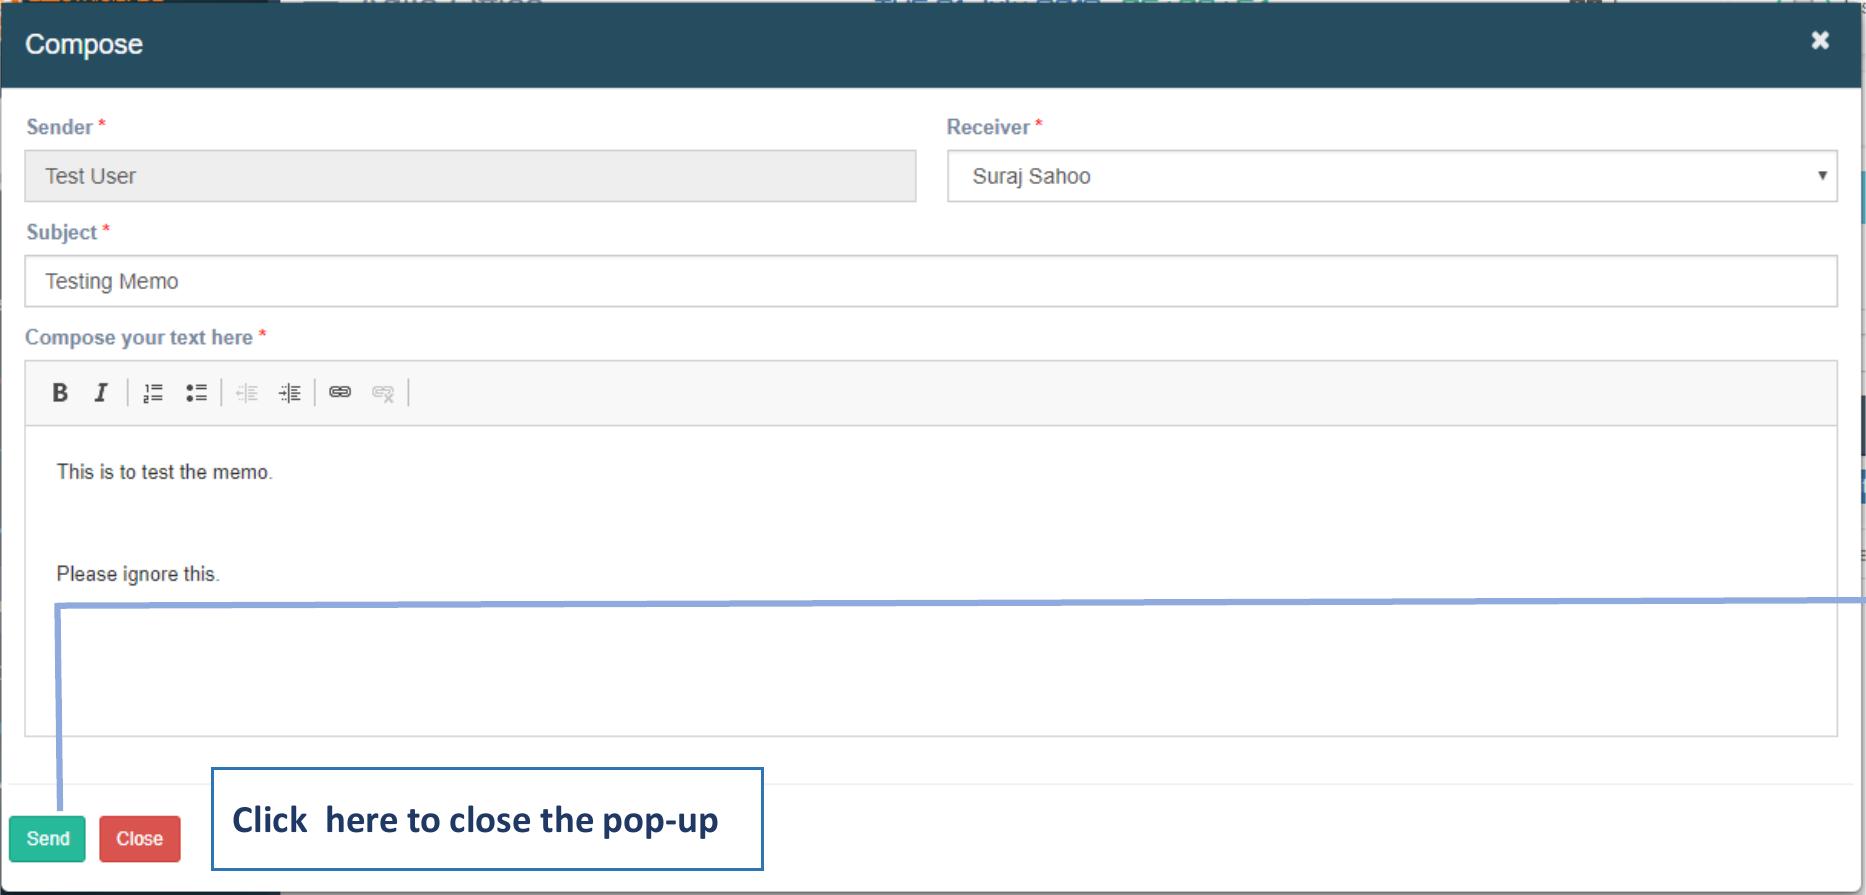 Compose
Sender * Receiver *
Test User Suraj Sahoo
Subject *
Testing Memo
Compose your text here *
B I
This is to test the memo.
Please ignore this.
Click here to close the pop-up
Send Close